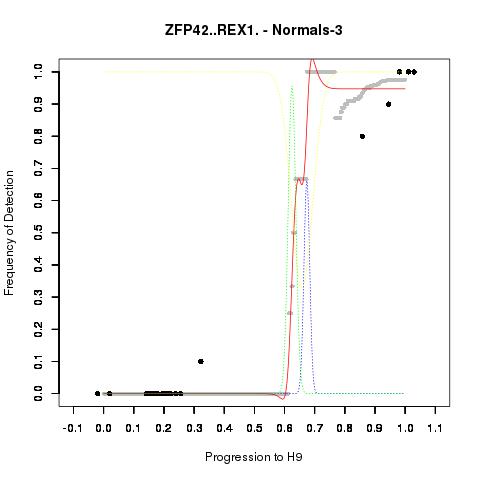 ZFP42..REX1. - Normals-3
Frequency of Detection
1.0
0.9
0.8
0.7
0.6
0.5
0.4
0.3
0.2
0.1
0.0
-0.1 0.0 0.1 0.2 0.3 0.4 0.5 0.6 0.7 0.8 0.9 1.0 1.1
Progression to H9